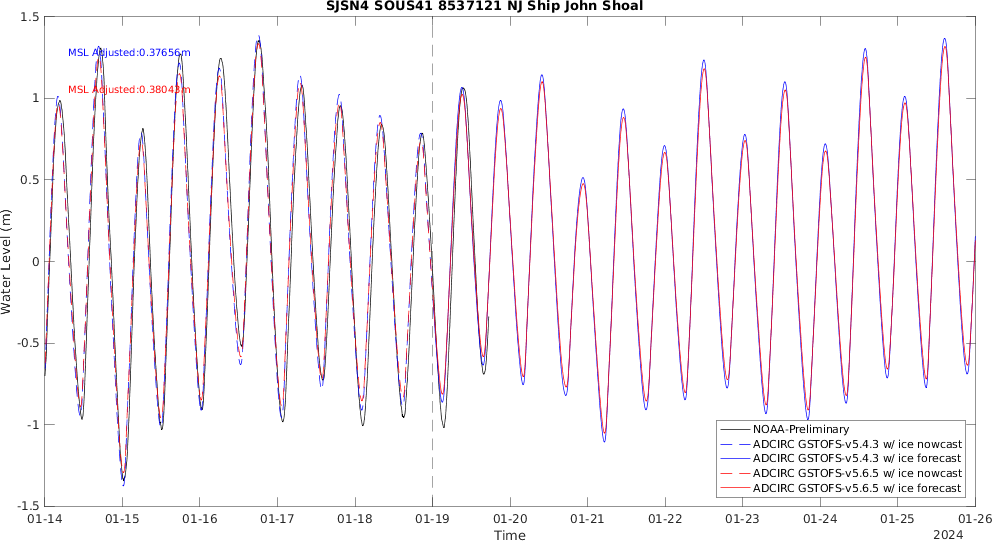 SJSN4 SOUS41 8537121 NJ Ship John Shoal
MSL Adjusted:0.37656m
MSL Adjusted:0.38043m
Water Level (m)
1.5
1
0.5
0
-0.5
-1
-1.5
NOAA-Preliminary
ADCIRC GSTOFS-v5.4.3 w/ ice nowcast
ADCIRC GSTOFS-v5.4.3 w/ ice forecast
ADCIRC GSTOFS-v5.6.5 w/ ice nowcast
ADCIRC GSTOFS-v5.6.5 w/ ice forecast
01-14 01-15 01-16 01-17 01-18 01-19 01-20 01-21 01-22 01-23 01-24 01-25 01-26
Time
2024